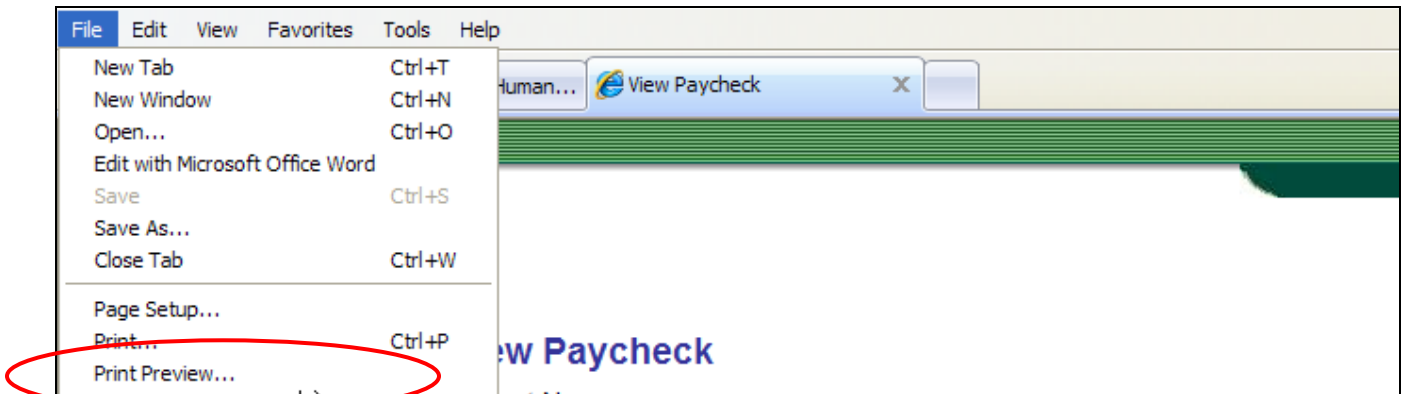 File Edit View Favorites Tools Help
New Tab Ctrl+T
New Window Ctrl+N
Open... Ctrl+O
Edit with Microsoft Office Word
Save Ctrl+S
Save As...
Close Tab Ctrl+W
Page Setup...
Print... Ctrl+P
Print Preview...
Human... View Paycheck X
ew Paycheck